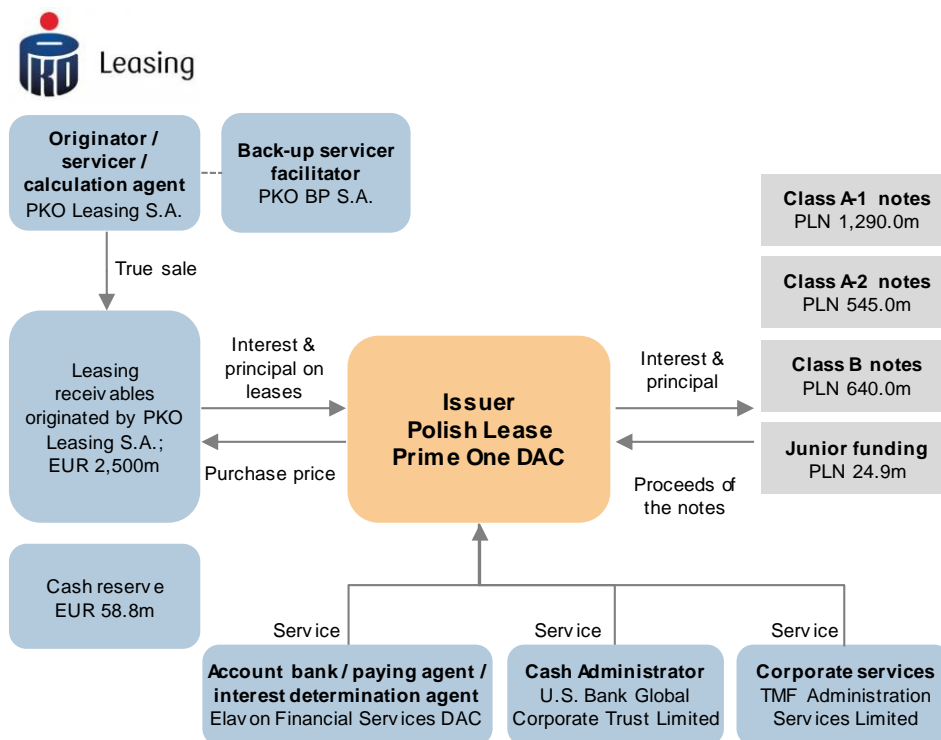 PKO Leasing
Originator /
servicer /
calculation agent
PKO Leasing S.A.
Back-up servicer
facilitator
PKO BP S.A.
True sale
Leasing
receivables
originated by PKO
Leasing S.A.;
EUR 2,500m
Interest &
principal on
leases
Purchase price
Issuer
Polish Lease
Prime One DAC
Interest &
principal
Proceeds of
the notes
Class A-1 notes
PLN 1,290.0m
Class A-2 notes
PLN 545.0m
Class B notes
PLN 640.0m
Junior funding
PLN 24.9m
Cash reserve
EUR 58.8m
Service
Service
Service
Account bank / paying agent /
interest determination agent
Elavon Financial Services DAC
Cash Administrator
U.S. Bank Global
Corporate Trust Limited
Corporate services
TMF Administration
Services Limited